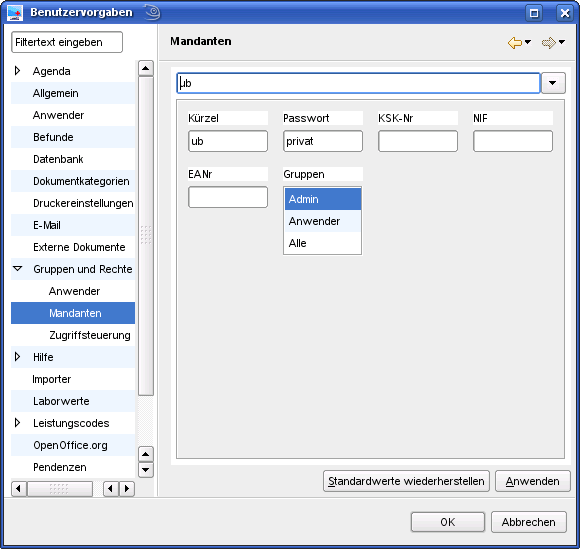 Benutzervorgaben
Filtertext eingeben
Agenda
Allgemein
Anwender
Befunde
Datenbank
Dokumentkategorien
Druckereinstellungen
E-Mail
Externe Dokumente
Gruppen und Rechte
Anwender
Mandanten
Zugriffsteuerung
Hilfe
Importer
Laborwerte
Leistungscodes
OpenOffice.org
Pendenzen
Mandanten
ub
Kürzel Passwort KSK-Nr NIF
ub privat
EANr Gruppen
Admin
Anwender
Alle
Standardwerte wiederherstellen Anwenden
OK Abbrechen